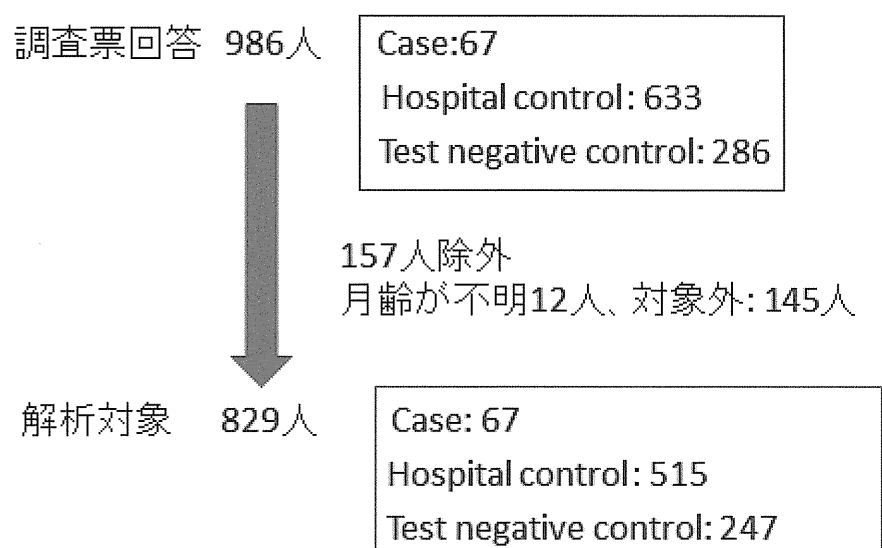 調査票回答 986人
Case:67
Hospital control: 633
Test negative control: 286
157人除外
月齢が不明12人、対象外: 145人
解析対象 829人
Case: 67
Hospital control: 515
Test negative control: 247